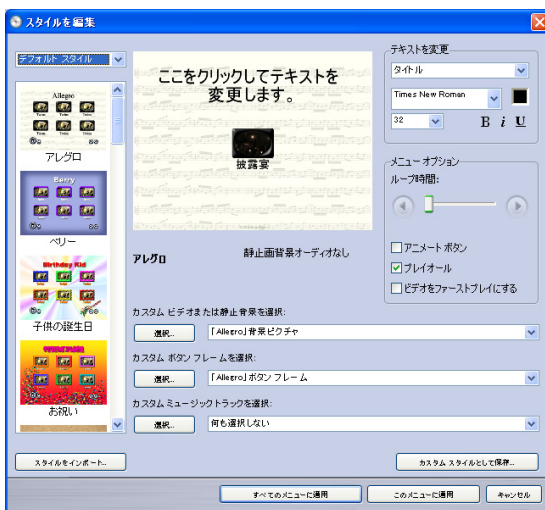 スタイルを編集
デフォルト スタイル
Allegro
アレグロ
Berry
ベリー
Birthday Kid
子供の誕生日
お祝い
ここをクリックしてテキストを
変更します。
披露宴
アレグロ
静止画背景オーディオなし
テキストを変更
タイトル
Times New Roman
32
B i U
メニュー オプション
ループ時間:
アニメート ボタン
プレイオール
ビデオをファーストプレイにする
カスタム ビデオまたは静止背景を選択:
選択...
「Allegro」背景ピクチャ
カスタム ボタン フレームを選択:
選択...
「Allegro」ボタン フレーム
カスタムミュージックトラックを選択:
選択...
何も選択しない
スタイルをインポート...
カスタム スタイルとして保存...
すべてのメニューに適用
このメニューに適用
キャンセル